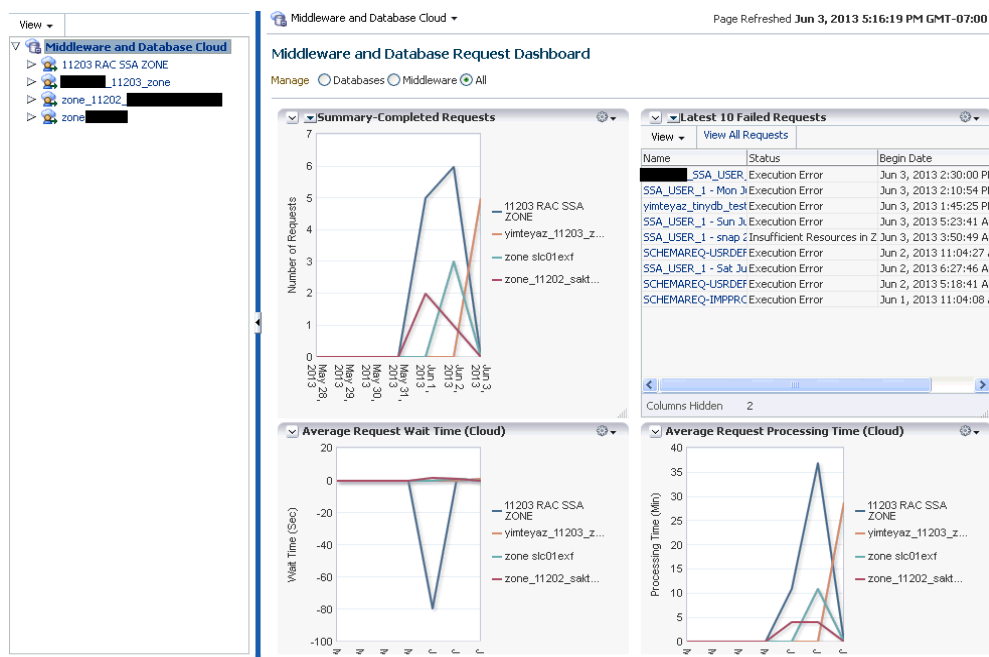 View
Middleware and Database Cloud
11203 RAC SSA ZONE
_11203_zone
zone_11202_
zone
Middleware and Database Cloud
Page Refreshed Jun 3, 2013 5:16:19 PM GMT-07:00
Middleware and Database Request Dashboard
Manage Databases Middleware All
Summary-Completed Requests
7
6
5
4
3
2
1
0
Number of Requests
May 28, 2013
May 29, 2013
May 30, 2013
May 31, 2013
Jun 1, 2013
Jun 2, 2013
Jun 3, 2013
11203 RAC SSA
ZONE
yimteyaz_11203_z...
zone slc01exf
zone_11202_sakt...
Latest 10 Failed Requests
View View All Requests
Name Status Begin Date
_SSA_USER_ Execution Error Jun 3, 2013 2:30:00 P
SSA_USER_1 - Mon J Execution Error Jun 3, 2013 2:10:54 P
yimteyaz_tinydb_test Execution Error Jun 3, 2013 1:45:25 P
SSA_USER_1 - Sun J Execution Error Jun 3, 2013 5:23:41 A
SSA_USER_1 - snap 2 Insufficient Resources in Z Jun 3, 2013 3:50:49 A
SCHEMAREQ-USRDEF Execution Error Jun 2, 2013 11:04:27
SSA_USER_1 - Sat Ju Execution Error Jun 2, 2013 6:27:46 A
SCHEMAREQ-USRDEF Execution Error Jun 2, 2013 5:18:41 A
SCHEMAREQ-IMPPRC Execution Error Jun 1, 2013 11:04:08
Columns Hidden 2
Average Request Wait Time (Cloud)
20
0
-20
-40
-60
-80
-100
Wait Time (Sec)
11203 RAC SSA
ZONE
yimteyaz_11203_z...
zone slc01exf
zone_11202_sakt...
Average Request Processing Time (Cloud)
40
35
30
25
20
15
10
5
0
Processing Time (Min)
11203 RAC SSA
ZONE
yimteyaz_11203_z...
zone slc01exf
zone_11202_sakt...